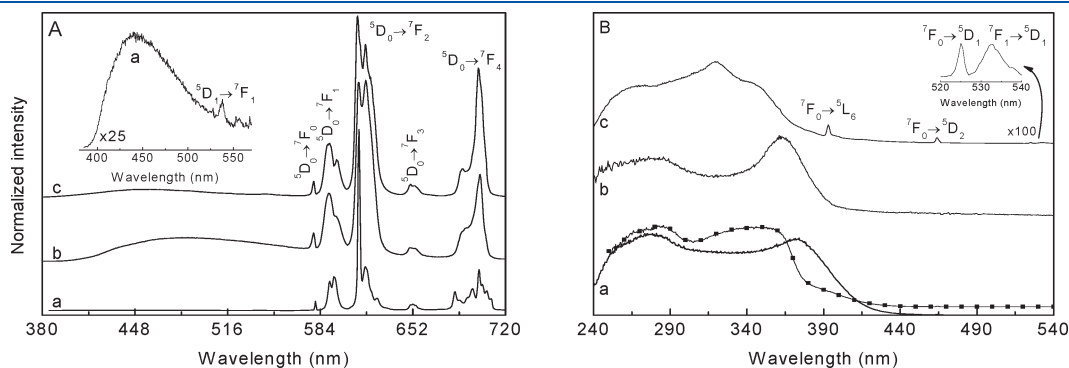 A
a
⁵D₁→⁷F₁
x25
400 450 500 550
Wavelength (nm)
⁵D₀→⁷F₀
⁵D₀→⁷F₁
⁵D₀→⁷F₂
⁵D₀→⁷F₃
⁵D₀→⁷F₄
c
b
a
Normalized intensity
380 448 516 584 652 720
Wavelength (nm)
B
⁷F₀→⁵D₁ ⁷F₁→⁵D₁
520 530 540
Wavelength (nm)
x100
⁷F₀→⁵L₆
⁷F₀→⁵D₂
c
b
a
240 290 340 390 440 490 540
Wavelength (nm)